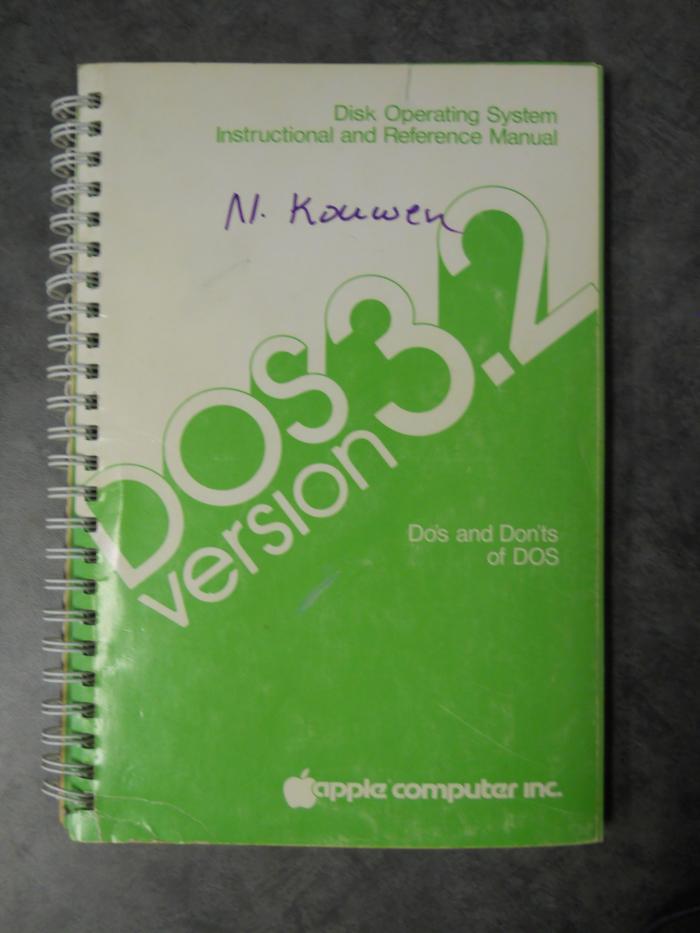 Disk Operating System
Instructional and Reference Manual
N. Kouwen
DOS 3.2
version
Do's and Don'ts
of DOS
apple computer inc.